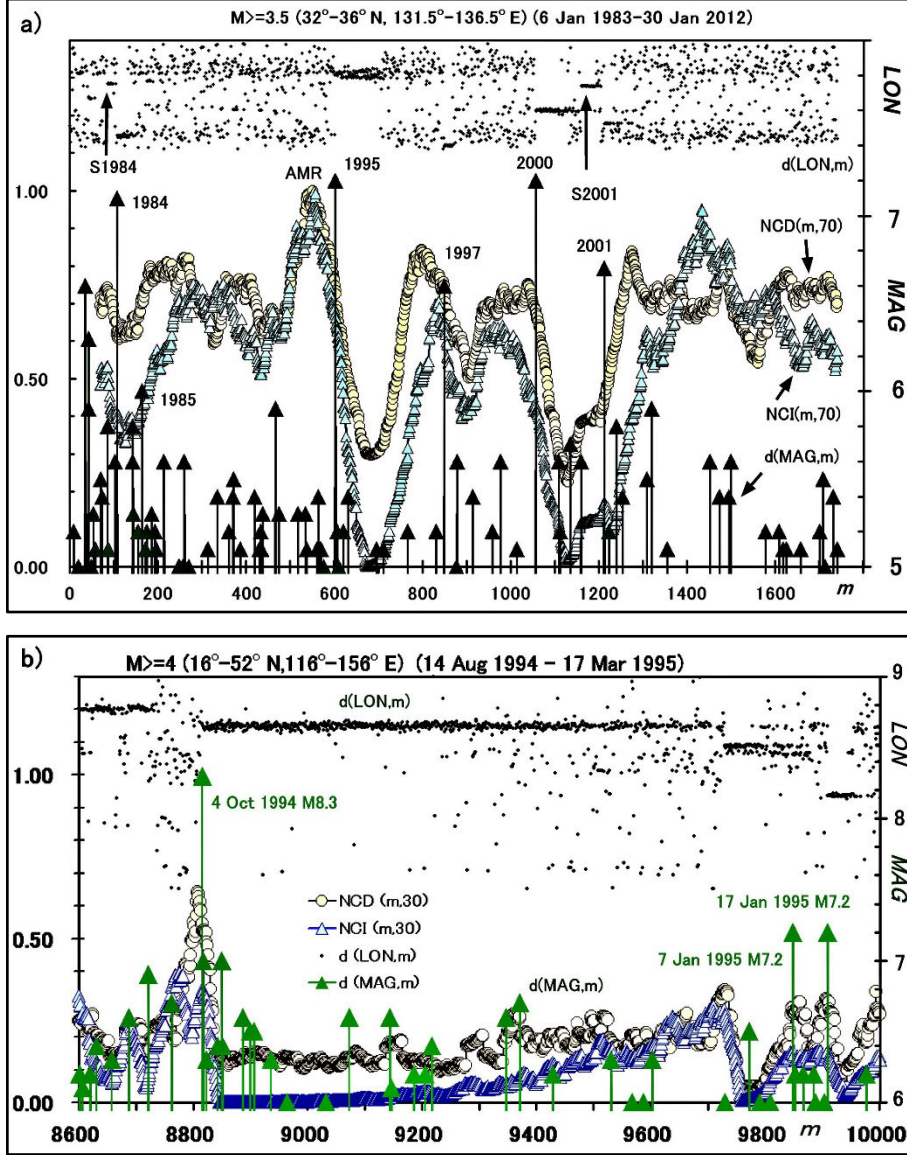 a)
M>=3.5 (32°-36° N, 131.5°-136.5° E) (6 Jan 1983-30 Jan 2012)
LON
d(LON,m)
S1984
S2001
1.00
AMR
1995
2000
1984
7
NCD(m,70)
1997
2001
MAG
0.50
1985
6
NCI(m,70)
d(MAG,m)
0.00
5
0 200 400 600 800 1000 1200 1400 1600 m
b)
M>=4 (16°-52° N,116°-156° E) (14 Aug 1994 - 17 Mar 1995)
9
d(LON,m)
LON
1.00
4 Oct 1994 M8.3
8
MAG
NCD (m,30)
NCI (m,30)
d (LON,m)
d (MAG,m)
17 Jan 1995 M7.2
0.50
7 Jan 1995 M7.2
7
d(MAG,m)
0.00
6
8600 8800 9000 9200 9400 9600 9800 m 10000